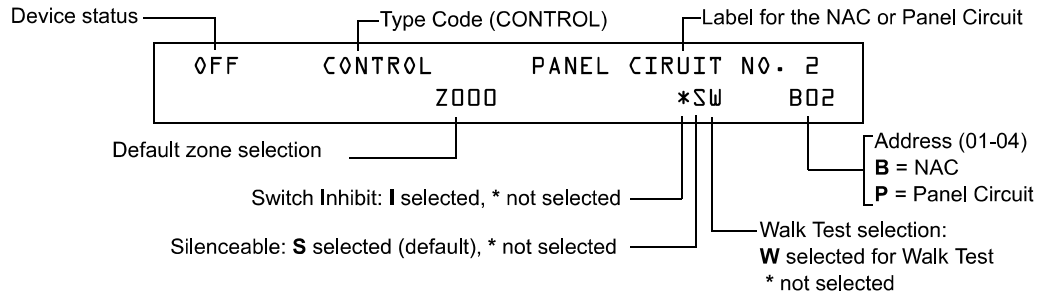 Device status
Type Code (CONTROL)
Label for the NAC or Panel Circuit
OFF CONTROL PANEL CIRUIT NO. 2
Z000 *SW B02
Default zone selection
Address (01-04)
B = NAC
P = Panel Circuit
Switch Inhibit: I selected, * not selected
Silenceable: S selected (default), * not selected
Walk Test selection:
W selected for Walk Test
* not selected